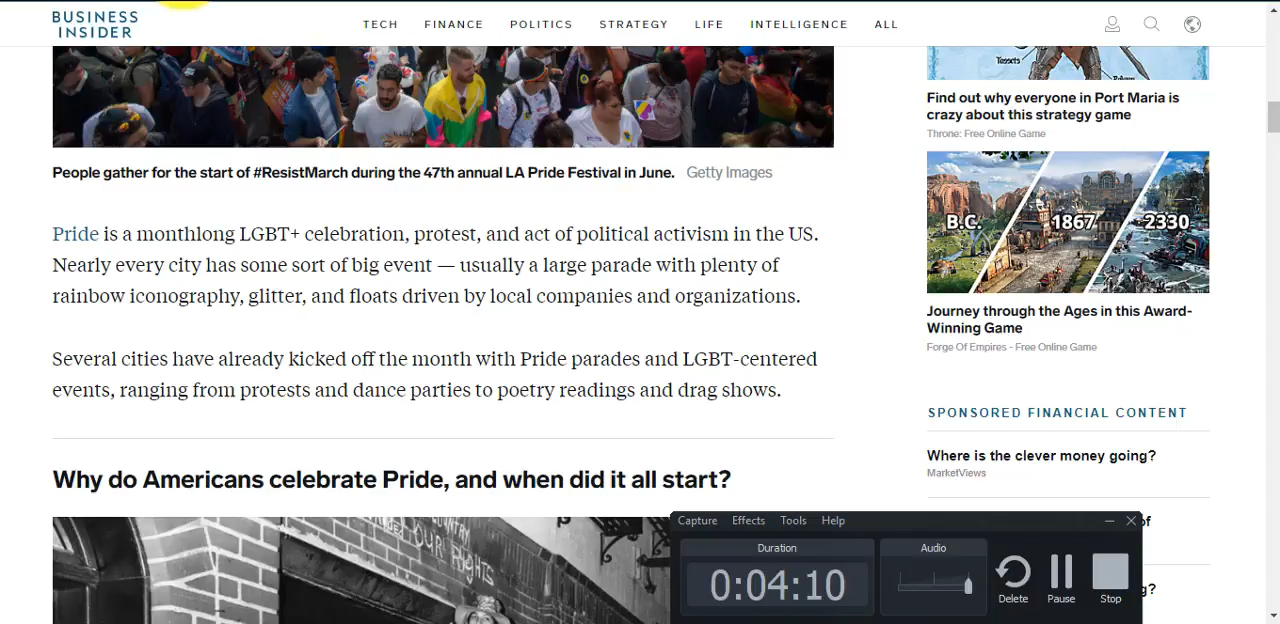 BUSINESS
INSIDER
TECH FINANCE POLITICS STRATEGY LIFE INTELLIGENCE ALL
People gather for the start of #ResistMarch during the 47th annual LA Pride Festival in June. Getty Images
Pride is a monthlong LGBT+ celebration, protest, and act of political activism in the US.
Nearly every city has some sort of big event — usually a large parade with plenty of
rainbow iconography, glitter, and floats driven by local companies and organizations.
Several cities have already kicked off the month with Pride parades and LGBT-centered
events, ranging from protests and dance parties to poetry readings and drag shows.
Why do Americans celebrate Pride, and when did it all start?
COUNTRY
OUR RIGHTS
Tassets
Find out why everyone in Port Maria is
crazy about this strategy game
Throne: Free Online Game
B.C. 1867 2330
Journey through the Ages in this Award-
Winning Game
Forge Of Empires - Free Online Game
SPONSORED FINANCIAL CONTENT
Where is the clever money going?
MarketViews
of
g?
Capture Effects Tools Help
Duration
0:04:10
Audio
Delete Pause Stop